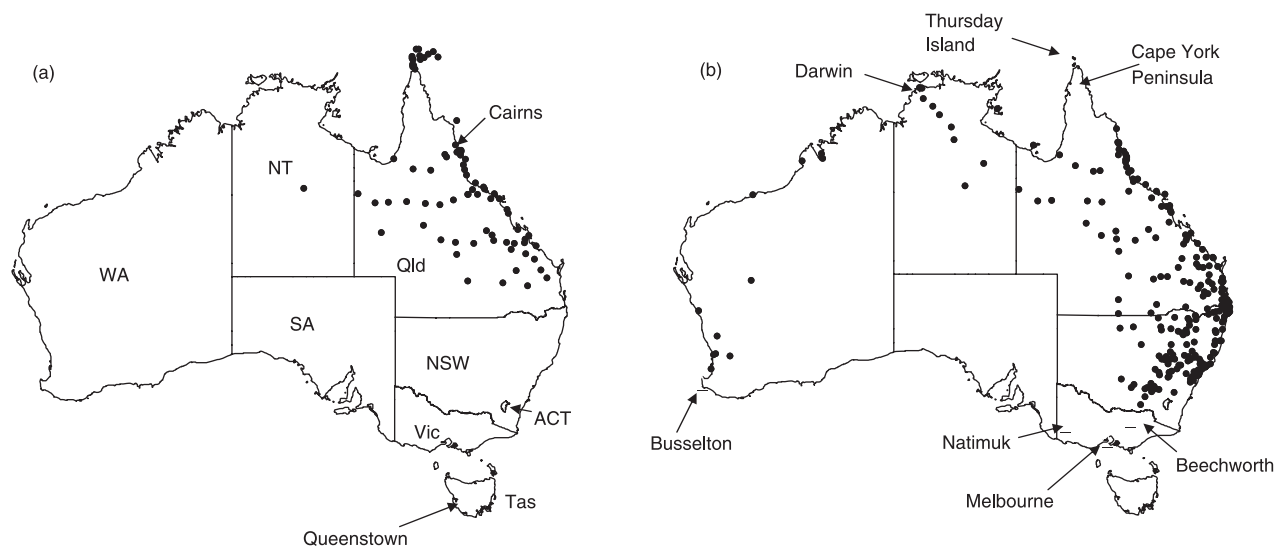 (a)
Cairns
NT
WA
Qld
SA
NSW
ACT
Vic
Tas
Queenstown
(b)
Thursday
Island
Darwin
Cape York
Peninsula
Busselton
Natimuk
Beechworth
Melbourne